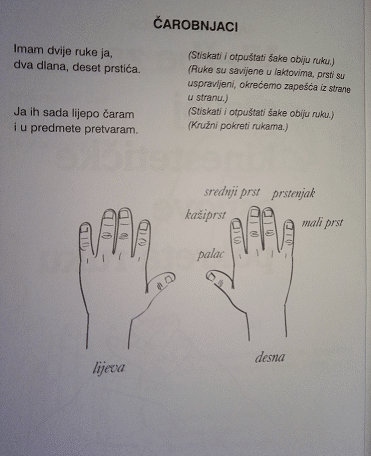 ČAROBNJACI
Imam dvije ruke ja,
dva dlana, deset prstića.
(Stiskati i otpuštati šake obiju ruku.)
(Ruke su savijene u laktovima, prsti su
uspravljeni, okrećemo zapešća iz strane
u stranu.)
Ja ih sada lijepo čaram
i u predmete pretvaram.
(Stiskati i otpuštati šake obiju ruku.)
(Kružni pokreti rukama.)
srednji prst
prstenjak
kažiprst
mali prst
palac
lijeva
desna